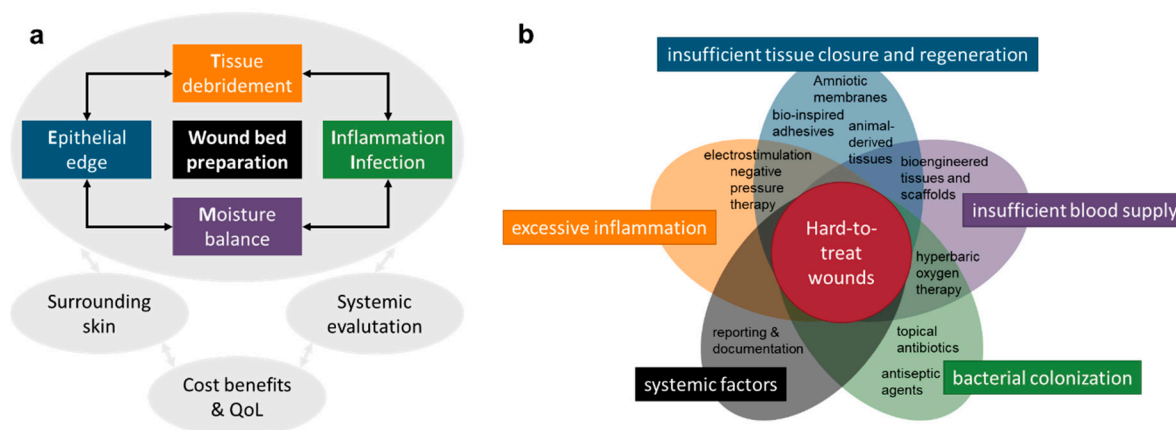 a
Tissue
debridement
Epithelial
edge
Wound bed
preparation
Inflammation
Infection
Moisture
balance
Surrounding
skin
Systemic
evalutation
Cost benefits
& QoL
b
insufficient tissue closure and regeneration
Amniotic
membranes
bio-inspired
adhesives
animal-
derived
tissues
electrostimulation
negative
pressure
therapy
bioengineered
tissues and
scaffolds
excessive inflammation
insufficient blood supply
Hard-to-
treat
wounds
hyperbaric
oxygen
therapy
reporting &
documentation
topical
antibiotics
antiseptic
agents
systemic factors
bacterial colonization